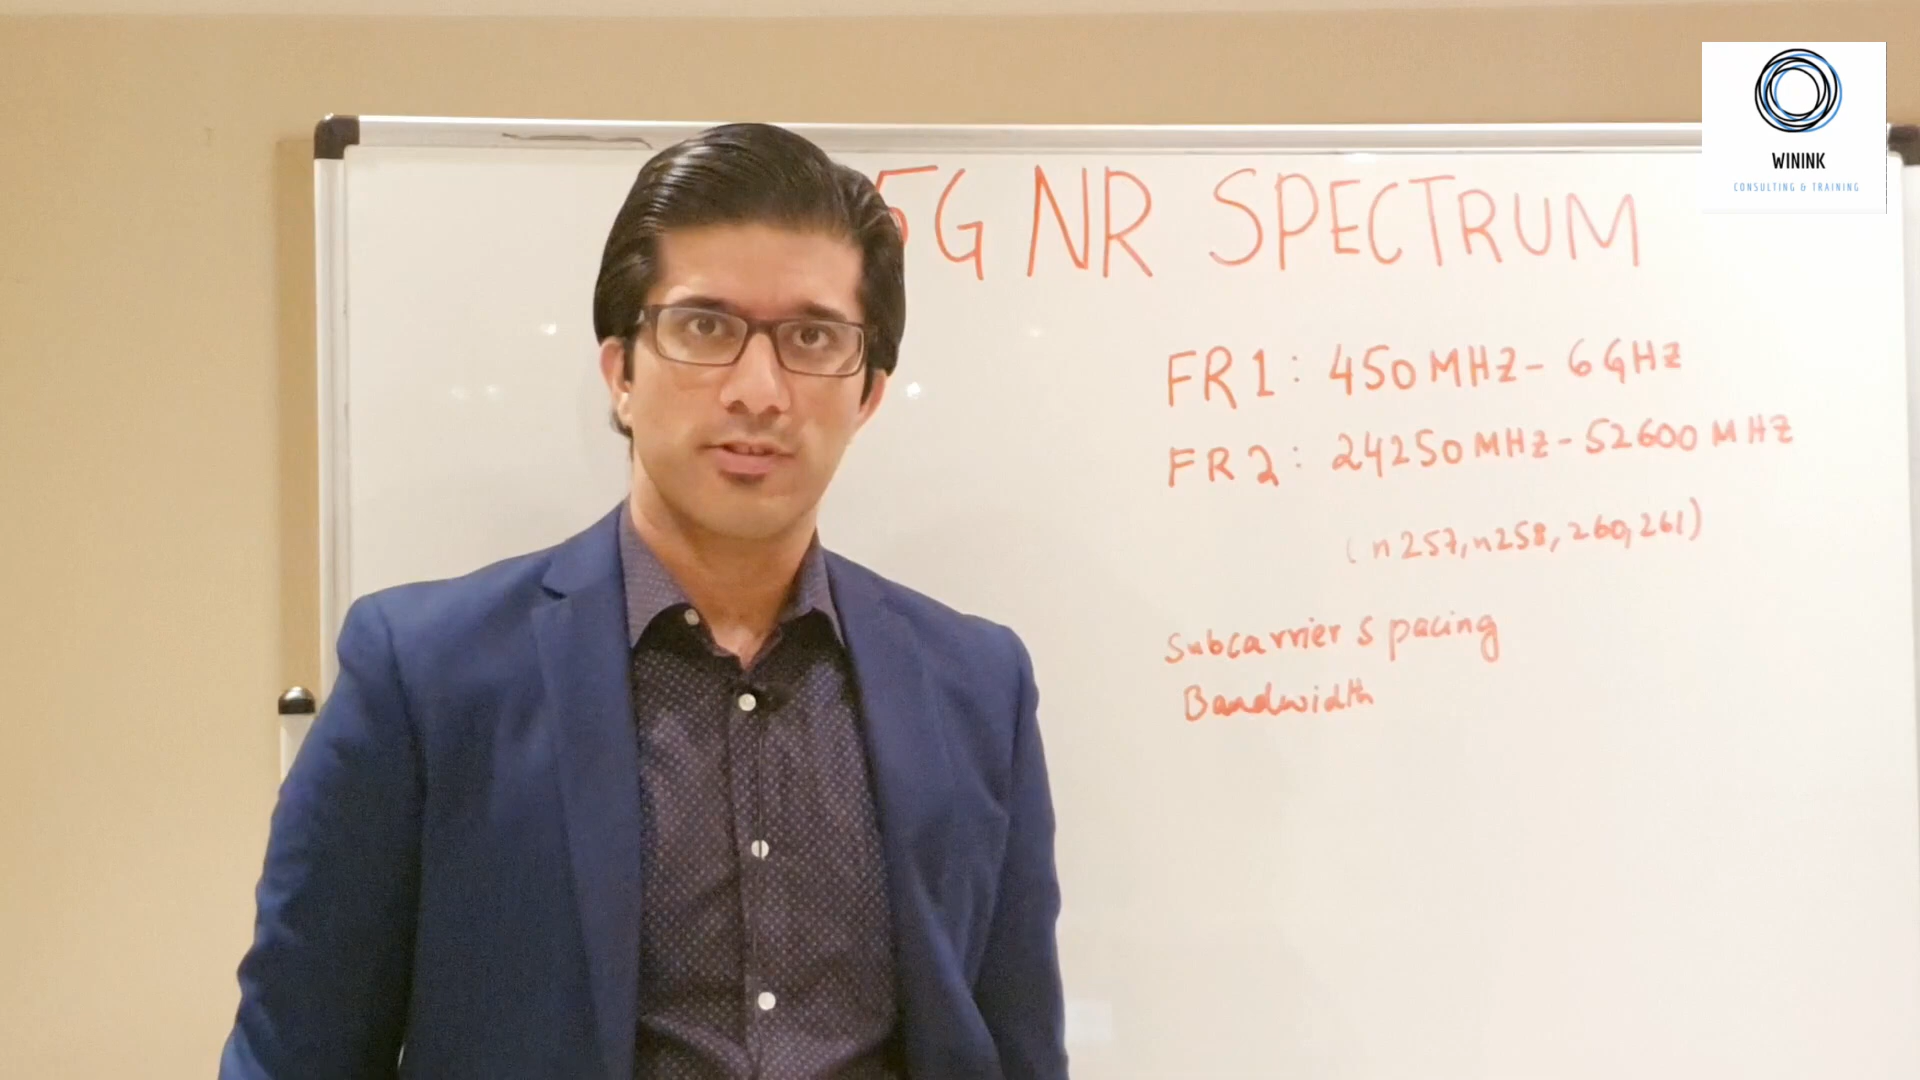 5G NR SPECTRUM
FR1: 450MHZ- 6GHZ
FR2: 24250MHZ-52600MHZ
(n257,n258,260,261)
Subcarrier spacing
Bandwidth
WININK
CONSULTING & TRAINING